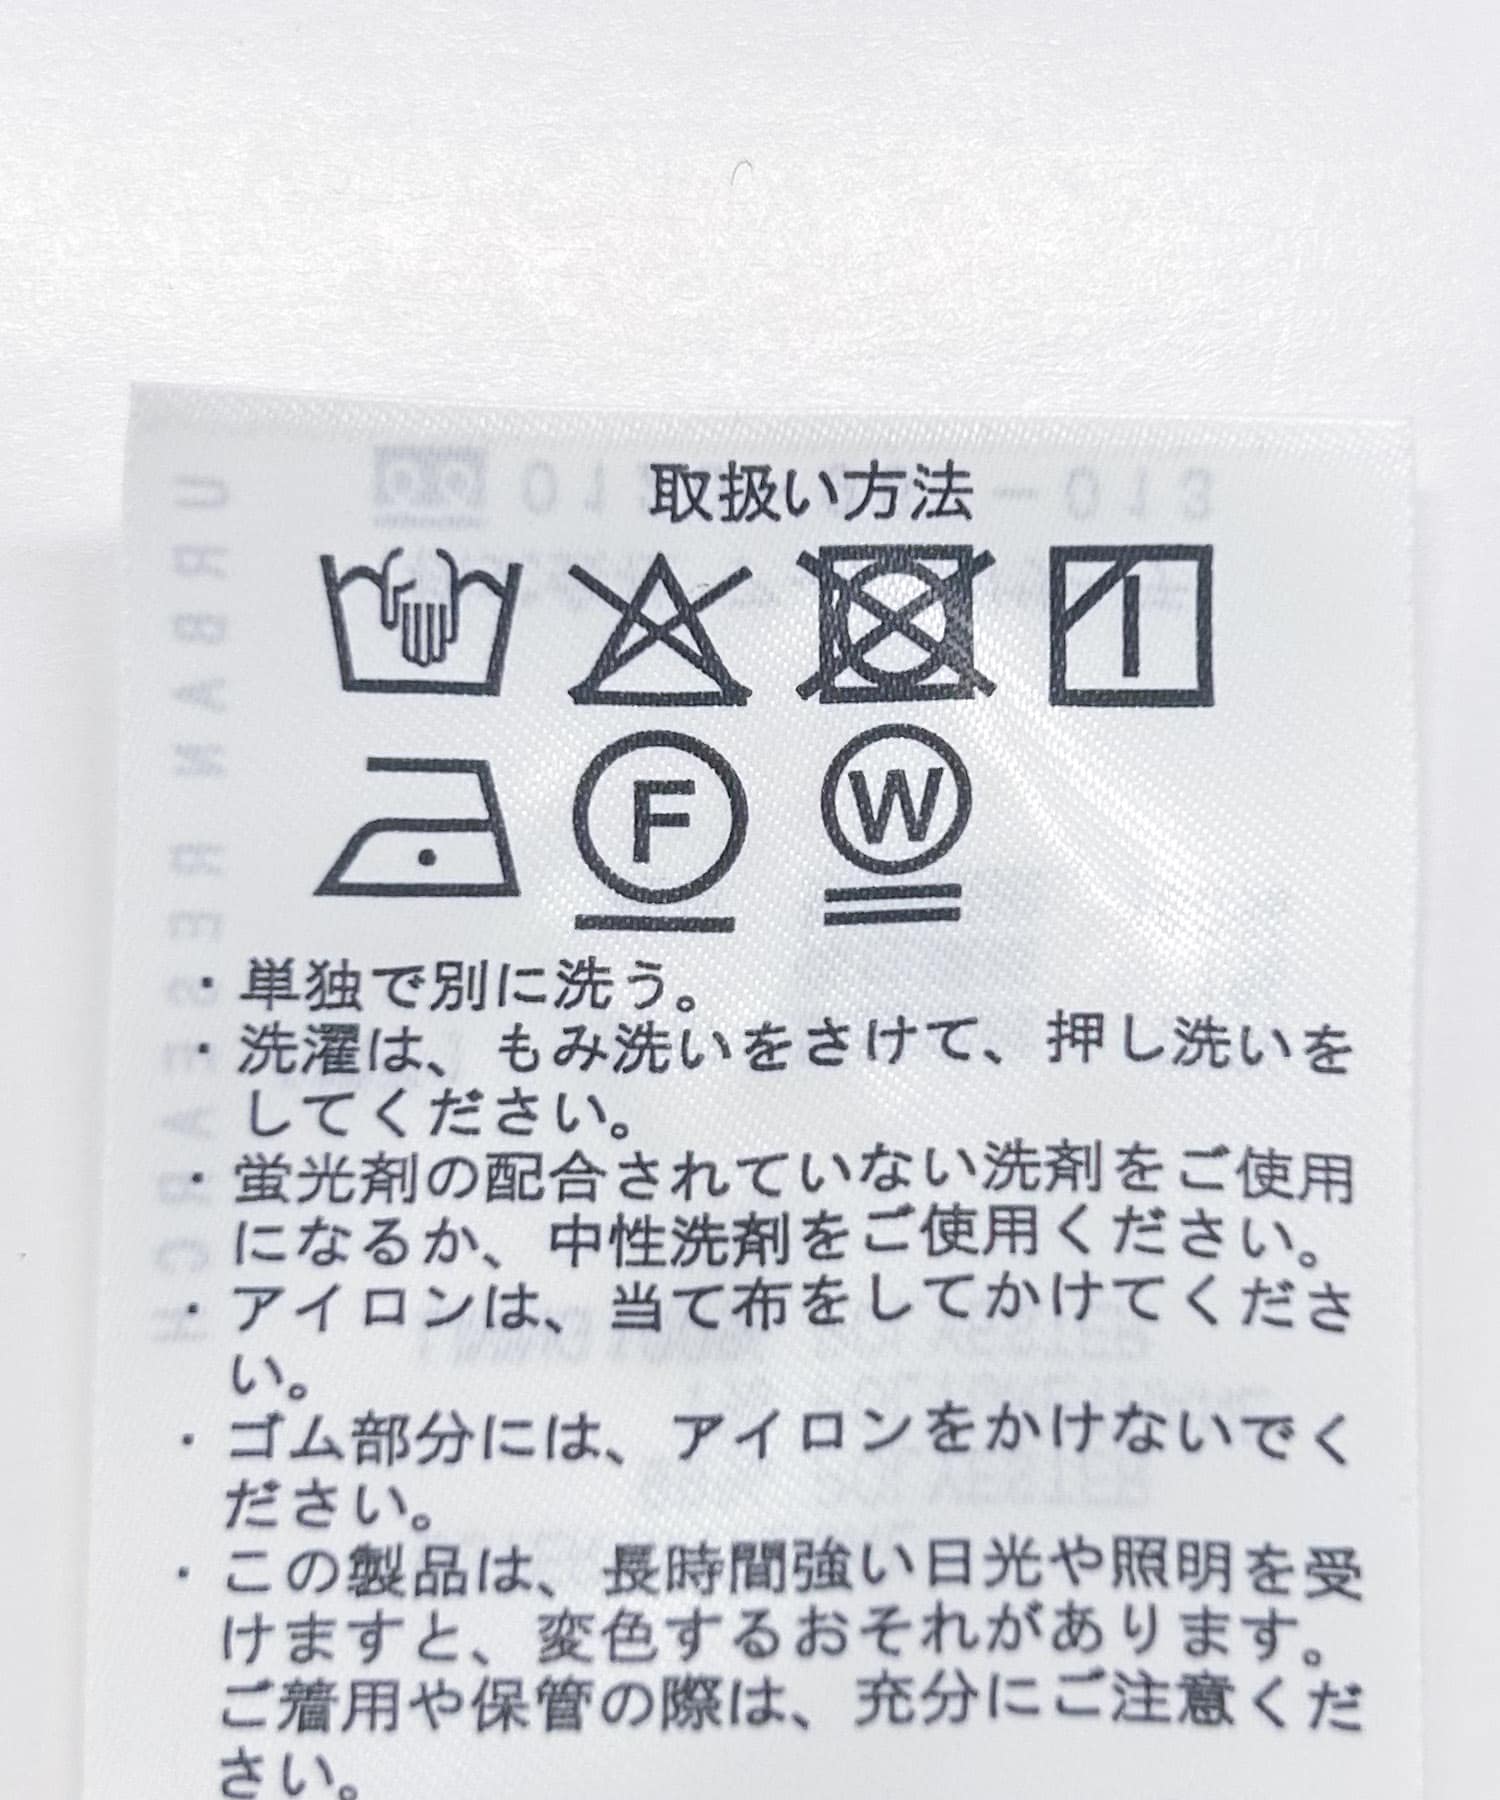 取扱い方法
F
W
・単独で別に洗う。
・洗濯は、もみ洗いをさけて、押し洗いを
してください。
・蛍光剤の配合されていない洗剤をご使用
になるか、中性洗剤をご使用ください。
・アイロンは、当て布をしてかけてくださ
い。
・ゴム部分には、アイロンをかけないでく
ださい。
・この製品は、長時間強い日光や照明を受
けますと、変色するおそれがあります。
ご着用や保管の際は、充分にご注意くだ
さい。